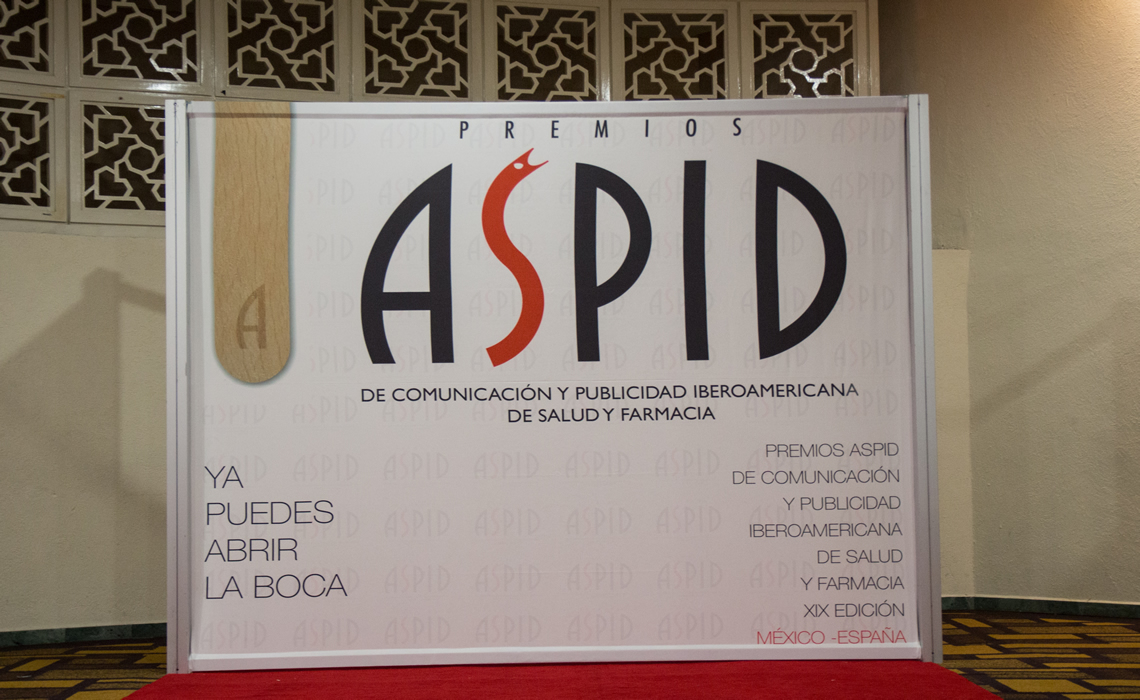 PREMIOS
ASPID
DE COMUNICACIÓN Y PUBLICIDAD IBEROAMERICANA
DE SALUD Y FARMACIA
A
YA
PUEDES
ABRIR
LA BOCA
PREMIOS ASPID
DE COMUNICACIÓN
Y PUBLICIDAD
IBEROAMERICANA
DE SALUD
Y FARMACIA
XIX EDICIÓN
MÉXICO -ESPAÑA